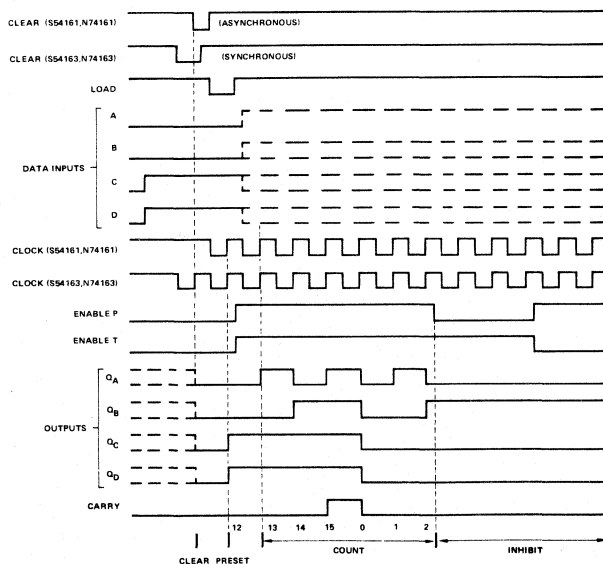 CLEAR (S54161,N74161)
(ASYNCHRONOUS)
CLEAR (S54163,N74163)
(SYNCHRONOUS)
LOAD
A
B
DATA INPUTS
C
D
CLOCK (S54161,N74161)
CLOCK (S54163,N74163)
ENABLE P
ENABLE T
QA
QB
OUTPUTS
QC
QD
CARRY
12 13 14 15 0 1 2
COUNT
INHIBIT
CLEAR PRESET